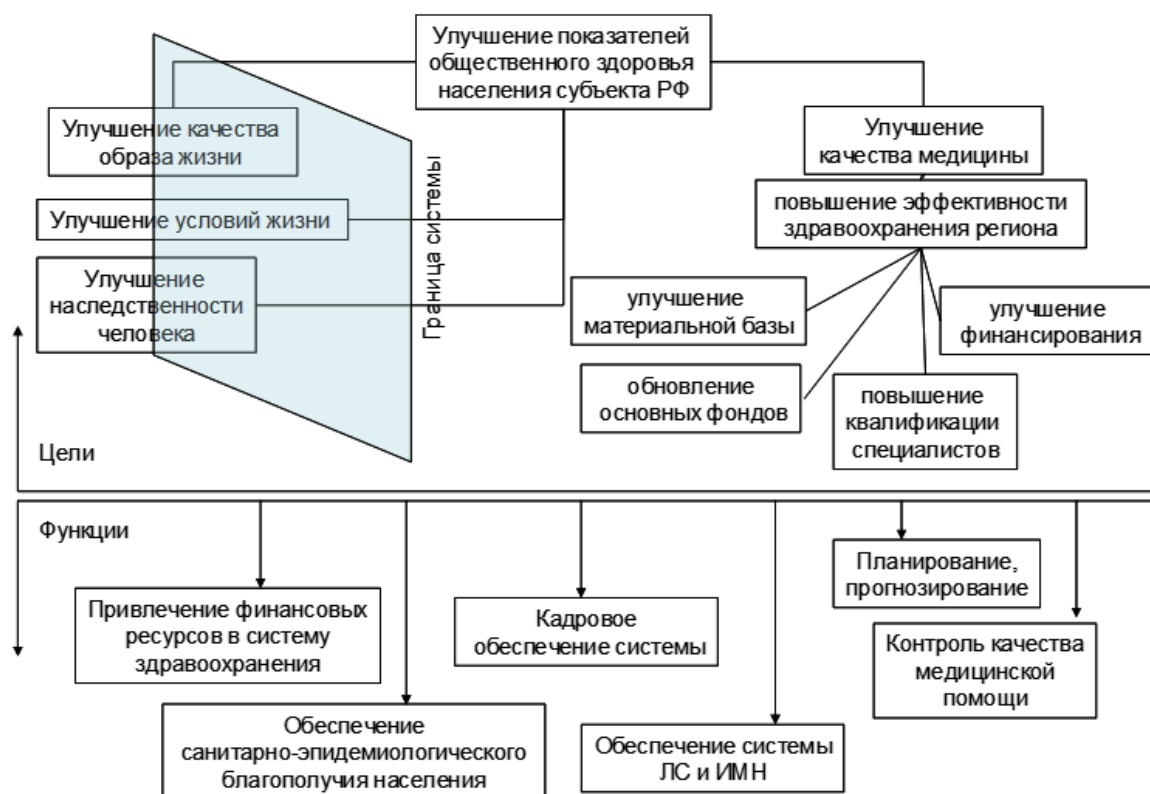 Улучшение показателей
общественного здоровья
населения субъекта РФ
Улучшение качества
образа жизни
Улучшение условий жизни
Улучшение
наследственности
человека
Граница системы
Улучшение
качества медицины
повышение эффективности
здравоохранения региона
улучшение
материальной базы
улучшение
финансирования
обновление
основных фондов
повышение
квалификации
специалистов
Цели
Функции
Привлечение финансовых
ресурсов в систему
здравоохранения
Обеспечение
санитарно-эпидемиологического
благополучия населения
Кадровое
обеспечение системы
Обеспечение системы
ЛС и ИМН
Планирование,
прогнозирование
Контроль качества
медицинской
помощи